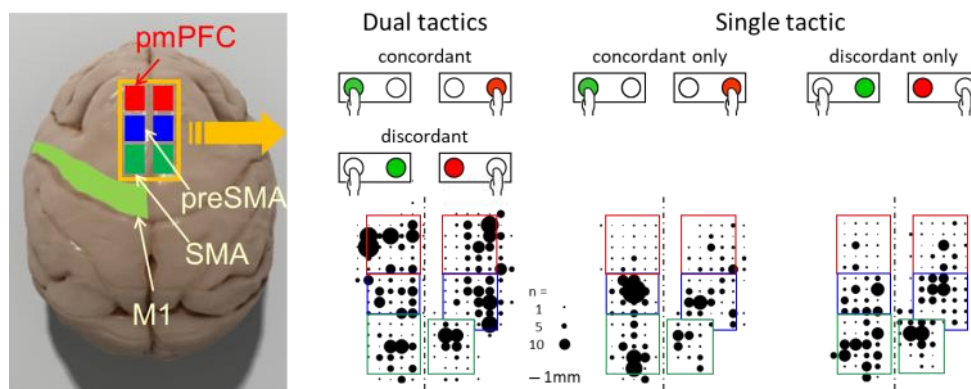 pmPFC
preSMA
SMA
M1
Dual tactics
concordant
discordant
Single tactic
concordant only
discordant only
n =
1
5
10
1mm